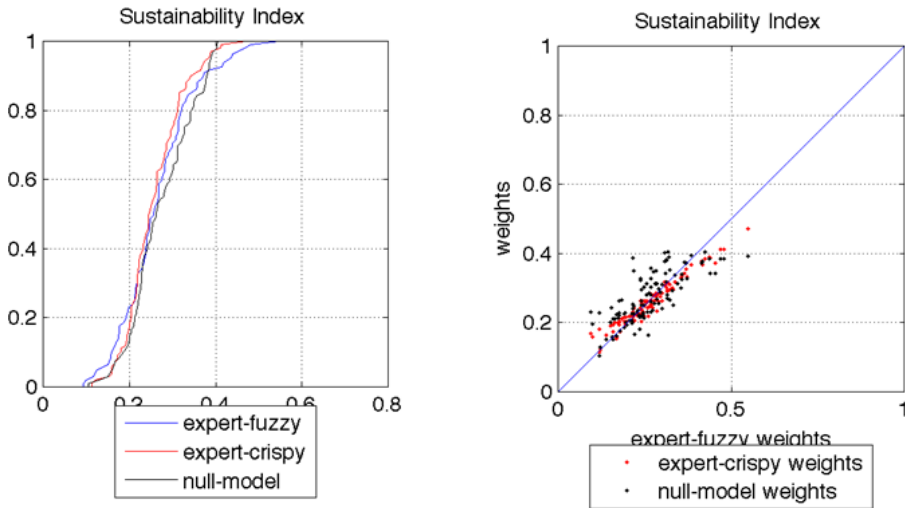 Sustainability Index
1
0.8
0.6
0.4
0.2
0
0 0.2 0.4 0.6 0.8
expert-fuzzy
expert-crispy
null-model
Sustainability Index
1
0.8
0.6
0.4
0.2
0
weights
0 0.5 1
expert-fuzzy weights
expert-crispy weights
null-model weights